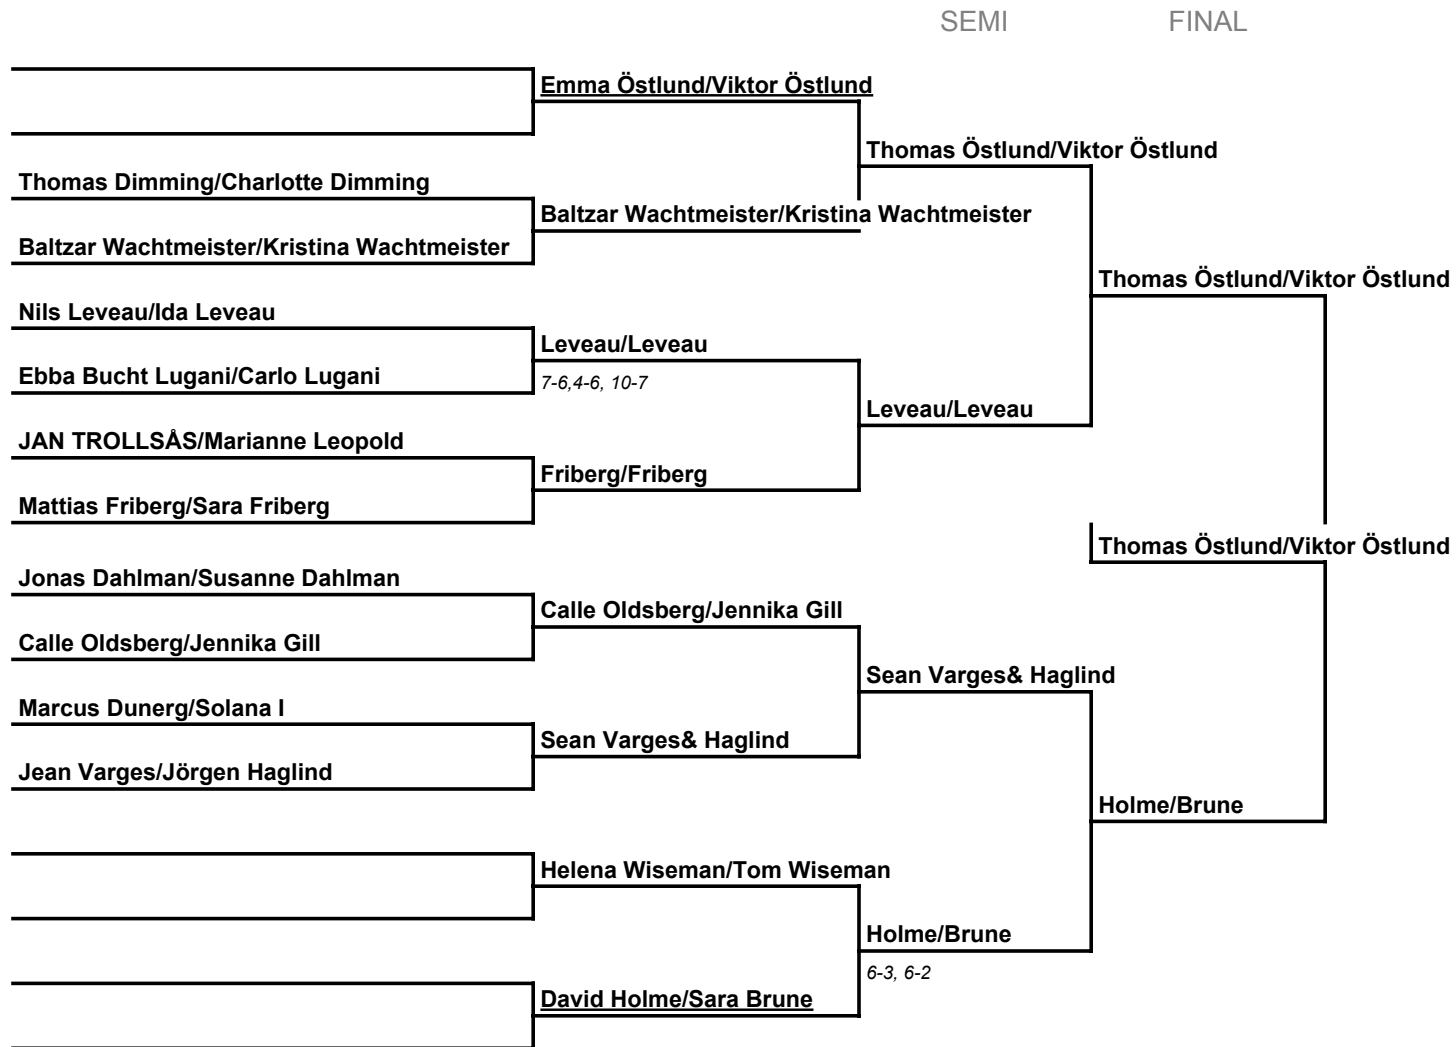 SEMI FINAL
Emma Östlund/Viktor Östlund
Thomas Östlund/Viktor Östlund
Thomas Dimming/Charlotte Dimming
Baltzar Wachtmeister/Kristina Wachtmeister
Baltzar Wachtmeister/Kristina Wachtmeister
Thomas Östlund/Viktor Östlund
Nils Leveau/Ida Leveau
Leveau/Leveau
Ebba Bucht Lugani/Carlo Lugani
7-6,4-6, 10-7
Leveau/Leveau
JAN TROLLSÅS/Marianne Leopold
Friberg/Friberg
Mattias Friberg/Sara Friberg
Thomas Östlund/Viktor Östlund
Jonas Dahlman/Susanne Dahlman
Calle Oldsberg/Jennika Gill
Calle Oldsberg/Jennika Gill
Sean Varges& Haglind
Marcus Dunerg/Solana I
Sean Varges& Haglind
Jean Varges/Jörgen Haglind
Holme/Brune
Helena Wiseman/Tom Wiseman
Holme/Brune
6-3, 6-2
David Holme/Sara Brune